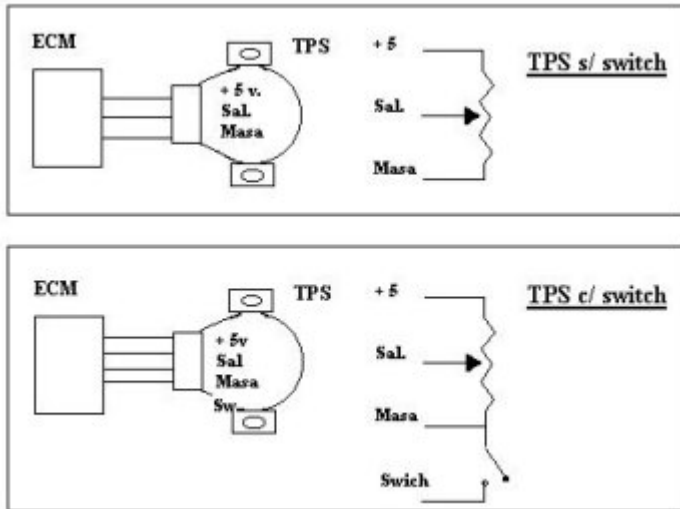 ECM
TPS
+ 5 v.
Sal.
Masa
+ 5
Sal.
Masa
TPS s/ switch
ECM
TPS
+ 5v
Sal
Masa
Sw
+ 5
Sal.
Masa
Swich
TPS c/ switch